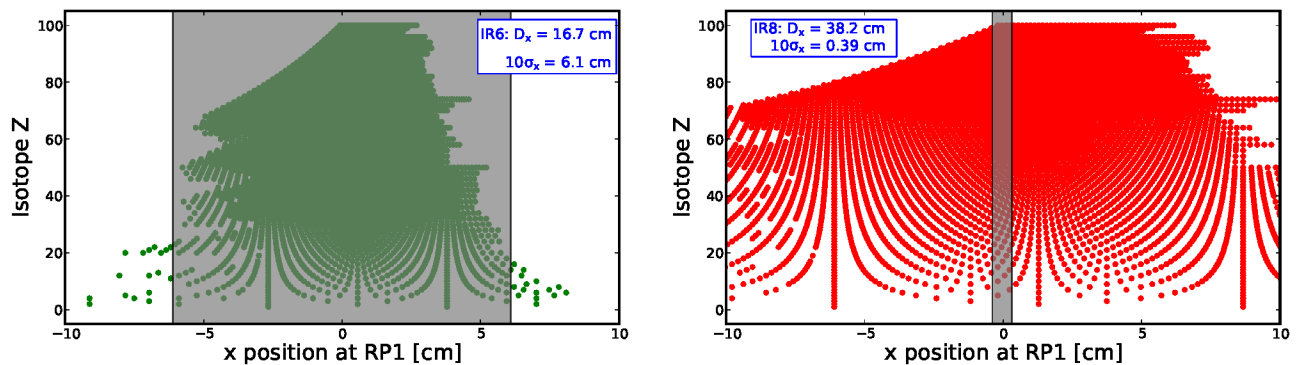 IR6: Dₓ = 16.7 cm
10σₓ = 6.1 cm
Isotope Z
100
80
60
40
20
0
−10
−5
0
5
10
x position at RP1 [cm]
IR8: Dₓ = 38.2 cm
10σₓ = 0.39 cm
Isotope Z
100
80
60
40
20
0
−10
−5
0
5
10
x position at RP1 [cm]